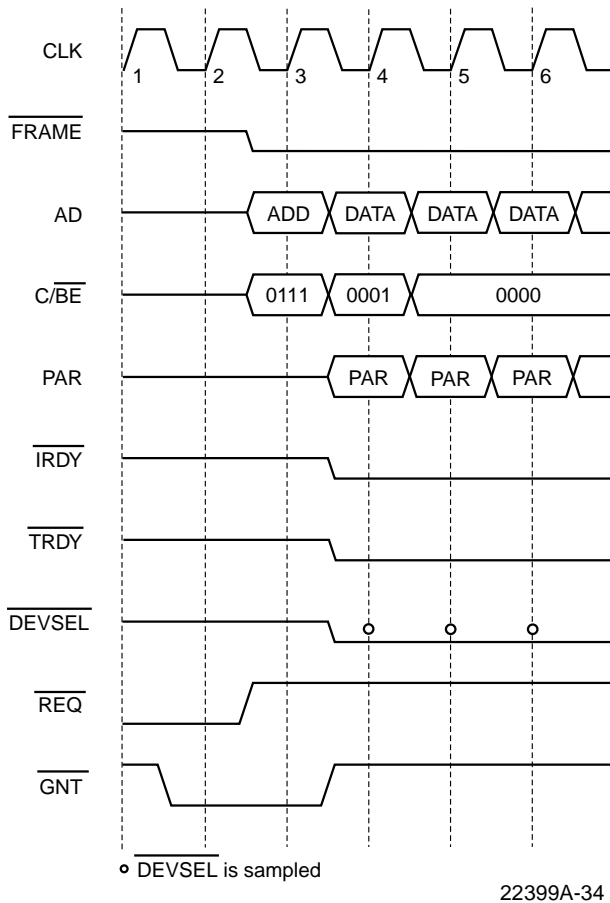 CLK
1 2 3 4 5 6
FRAME
AD ADD DATA DATA DATA
C/BE 0111 0001 0000
PAR PAR PAR PAR
IRDY
TRDY
DEVSEL
REQ
GNT
DEVSEL is sampled
22399A-34